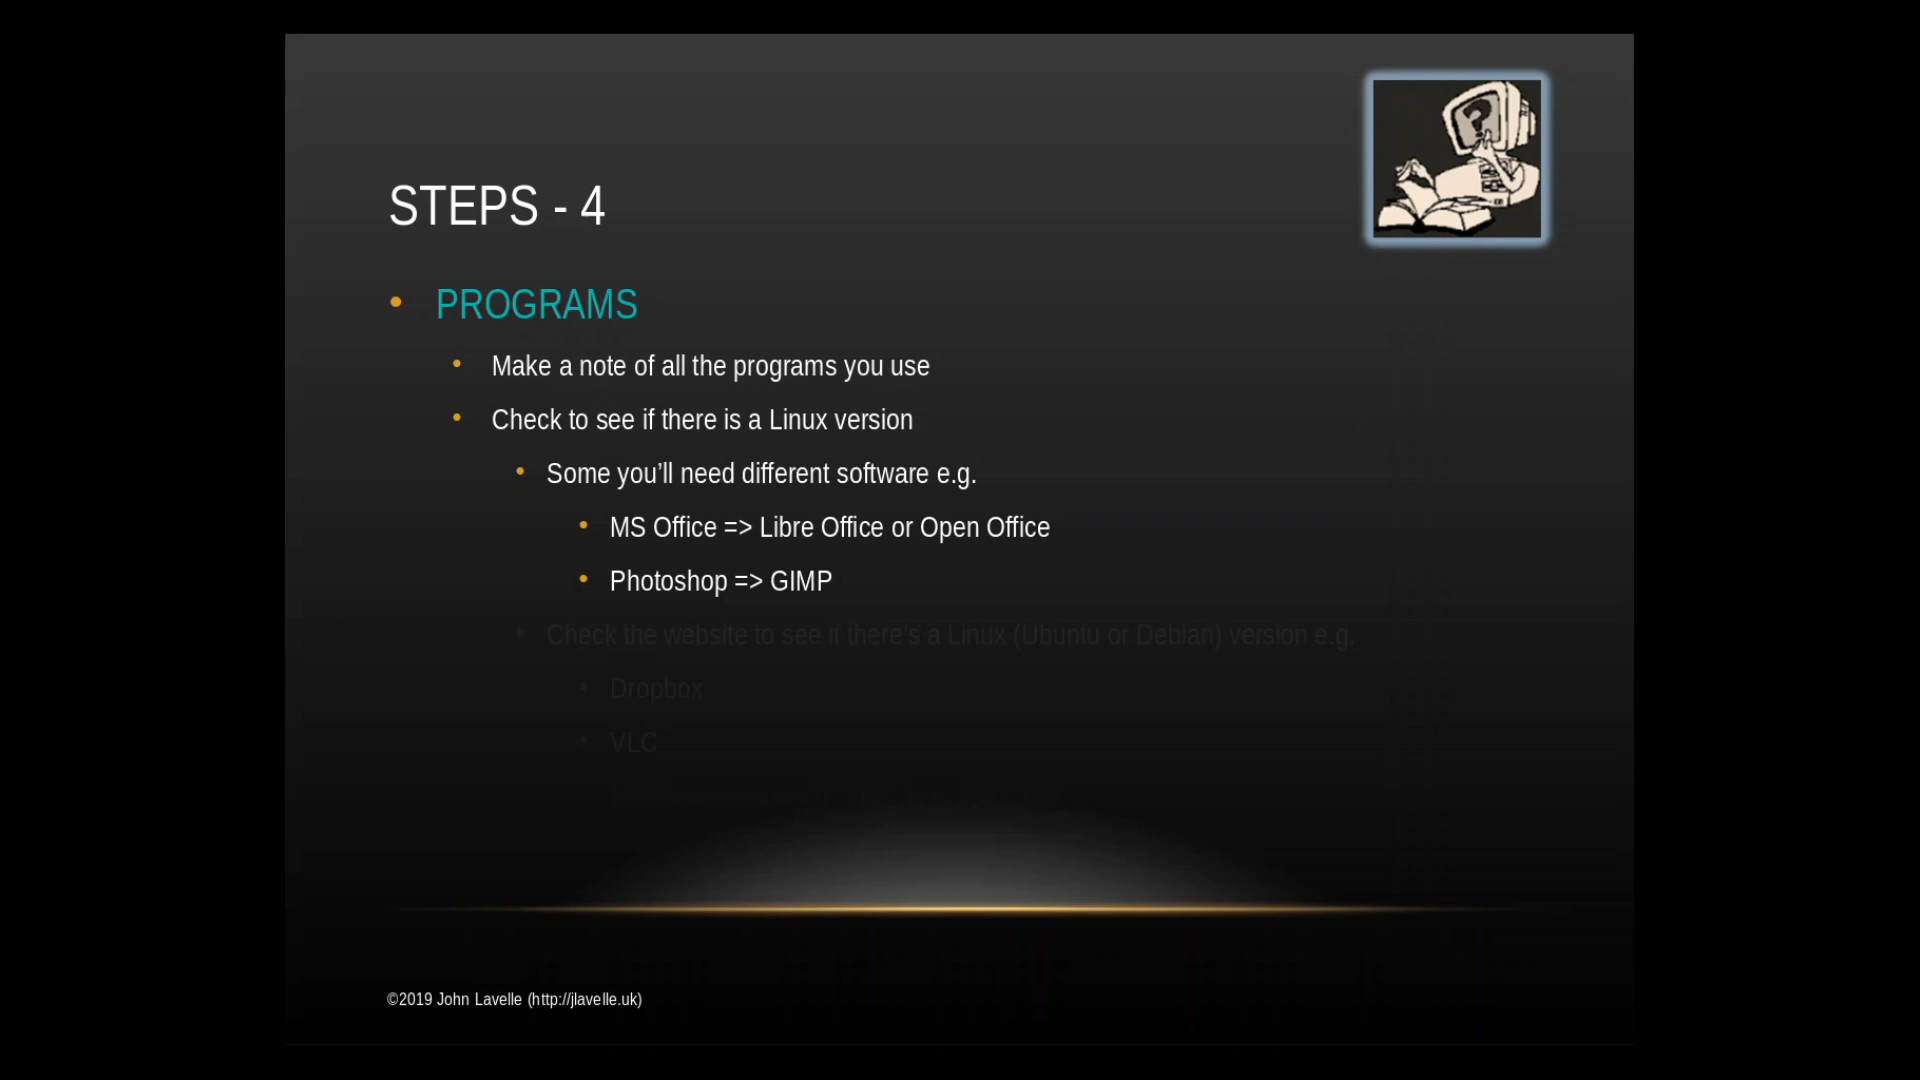 STEPS - 4
• PROGRAMS
• Make a note of all the programs you use
• Check to see if there is a Linux version
• Some you’ll need different software e.g.
• MS Office => Libre Office or Open Office
• Photoshop => GIMP
• Check the website to see if there’s a Linux (Ubuntu or Debian) version e.g.
• Dropbox
• VLC
©2019 John Lavelle (http://jlavelle.uk)